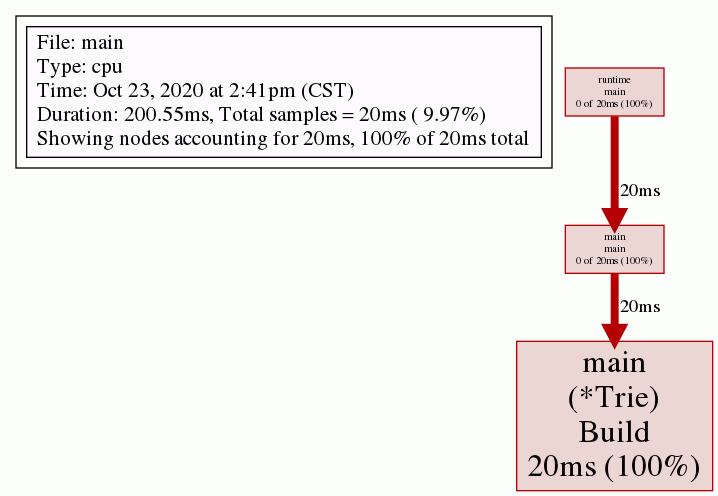 File: main
Type: cpu
Time: Oct 23, 2020 at 2:41pm (CST)
Duration: 200.55ms, Total samples = 20ms ( 9.97%)
Showing nodes accounting for 20ms, 100% of 20ms total
runtime
main
0 of 20ms (100%)
20ms
main
main
0 of 20ms (100%)
20ms
main
(*Trie)
Build
20ms (100%)